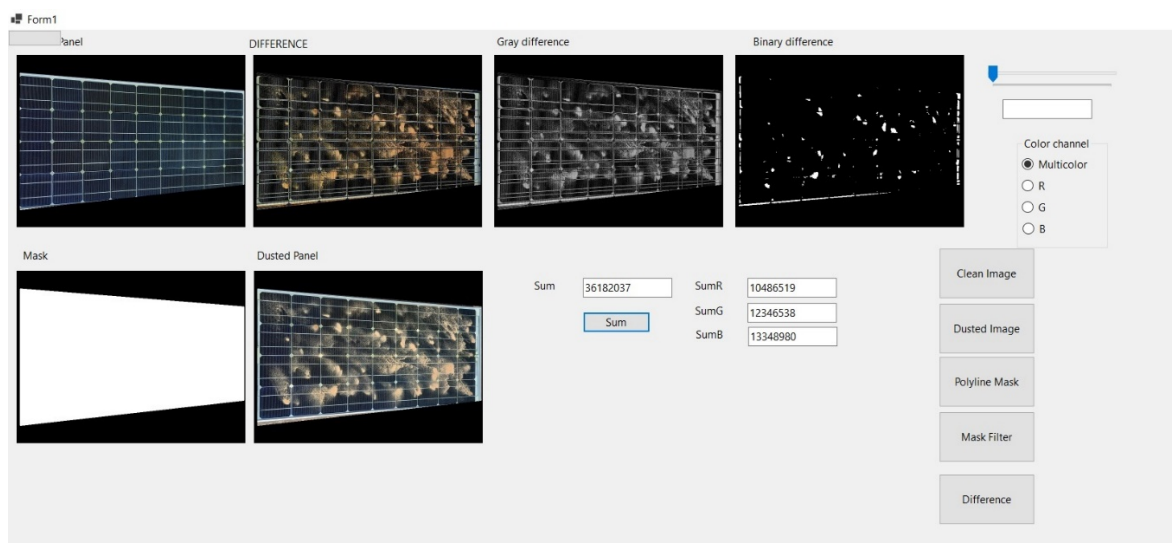 Form1
Panel
DIFFERENCE
Gray difference
Binary difference
Color channel
Multicolor
R
G
B
Mask
Dusted Panel
Sum
36182037
Sum
SumR
10486519
SumG
12346538
SumB
13348980
Clean Image
Dusted Image
Polyline Mask
Mask Filter
Difference